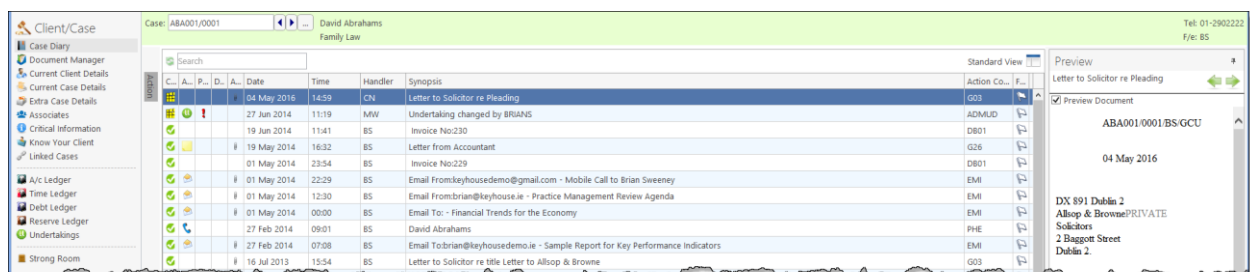 Client/Case
Case Diary
Document Manager
Current Client Details
Current Case Details
Extra Case Details
Associates
Critical Information
Know Your Client
Linked Cases
A/c Ledger
Time Ledger
Debt Ledger
Reserve Ledger
Undertakings
Strong Room
Case: ABA001/0001 ... David Abrahams
Family Law
Tel: 01-2902222
F/e: BS
Action
Search
Standard View
C... A... P... D... A... Date Time Handler Synopsis Action Co... F...
04 May 2016 14:59 CN Letter to Solicitor re Pleading G03
27 Jun 2014 11:19 MW Undertaking changed by BRIANS ADMUD
19 Jun 2014 11:41 BS Invoice No:230 DB01
19 May 2014 16:32 BS Letter from Accountant G26
01 May 2014 23:54 BS Invoice No:229 DB01
01 May 2014 22:29 BS Email From:keyhousedemo@gmail.com - Mobile Call to Brian Sweeney EMI
01 May 2014 12:30 BS Email From:brian@keyhouse.ie - Practice Management Review Agenda EMI
01 May 2014 00:00 BS Email To: - Financial Trends for the Economy EMI
27 Feb 2014 09:01 BS David Abrahams PHE
27 Feb 2014 07:08 BS Email To:brian@keyhousedemo.ie - Sample Report for Key Performance Indicators EMI
16 Jul 2013 15:54 BS Letter to Solicitor re title Letter to Allsop & Browne G03
Preview
Letter to Solicitor re Pleading
Preview Document
ABA001/0001/BS/GCU
04 May 2016
DX 891 Dublin 2
Allsop & BrownePRIVATE
Solicitors
2 Baggott Street
Dublin 2.